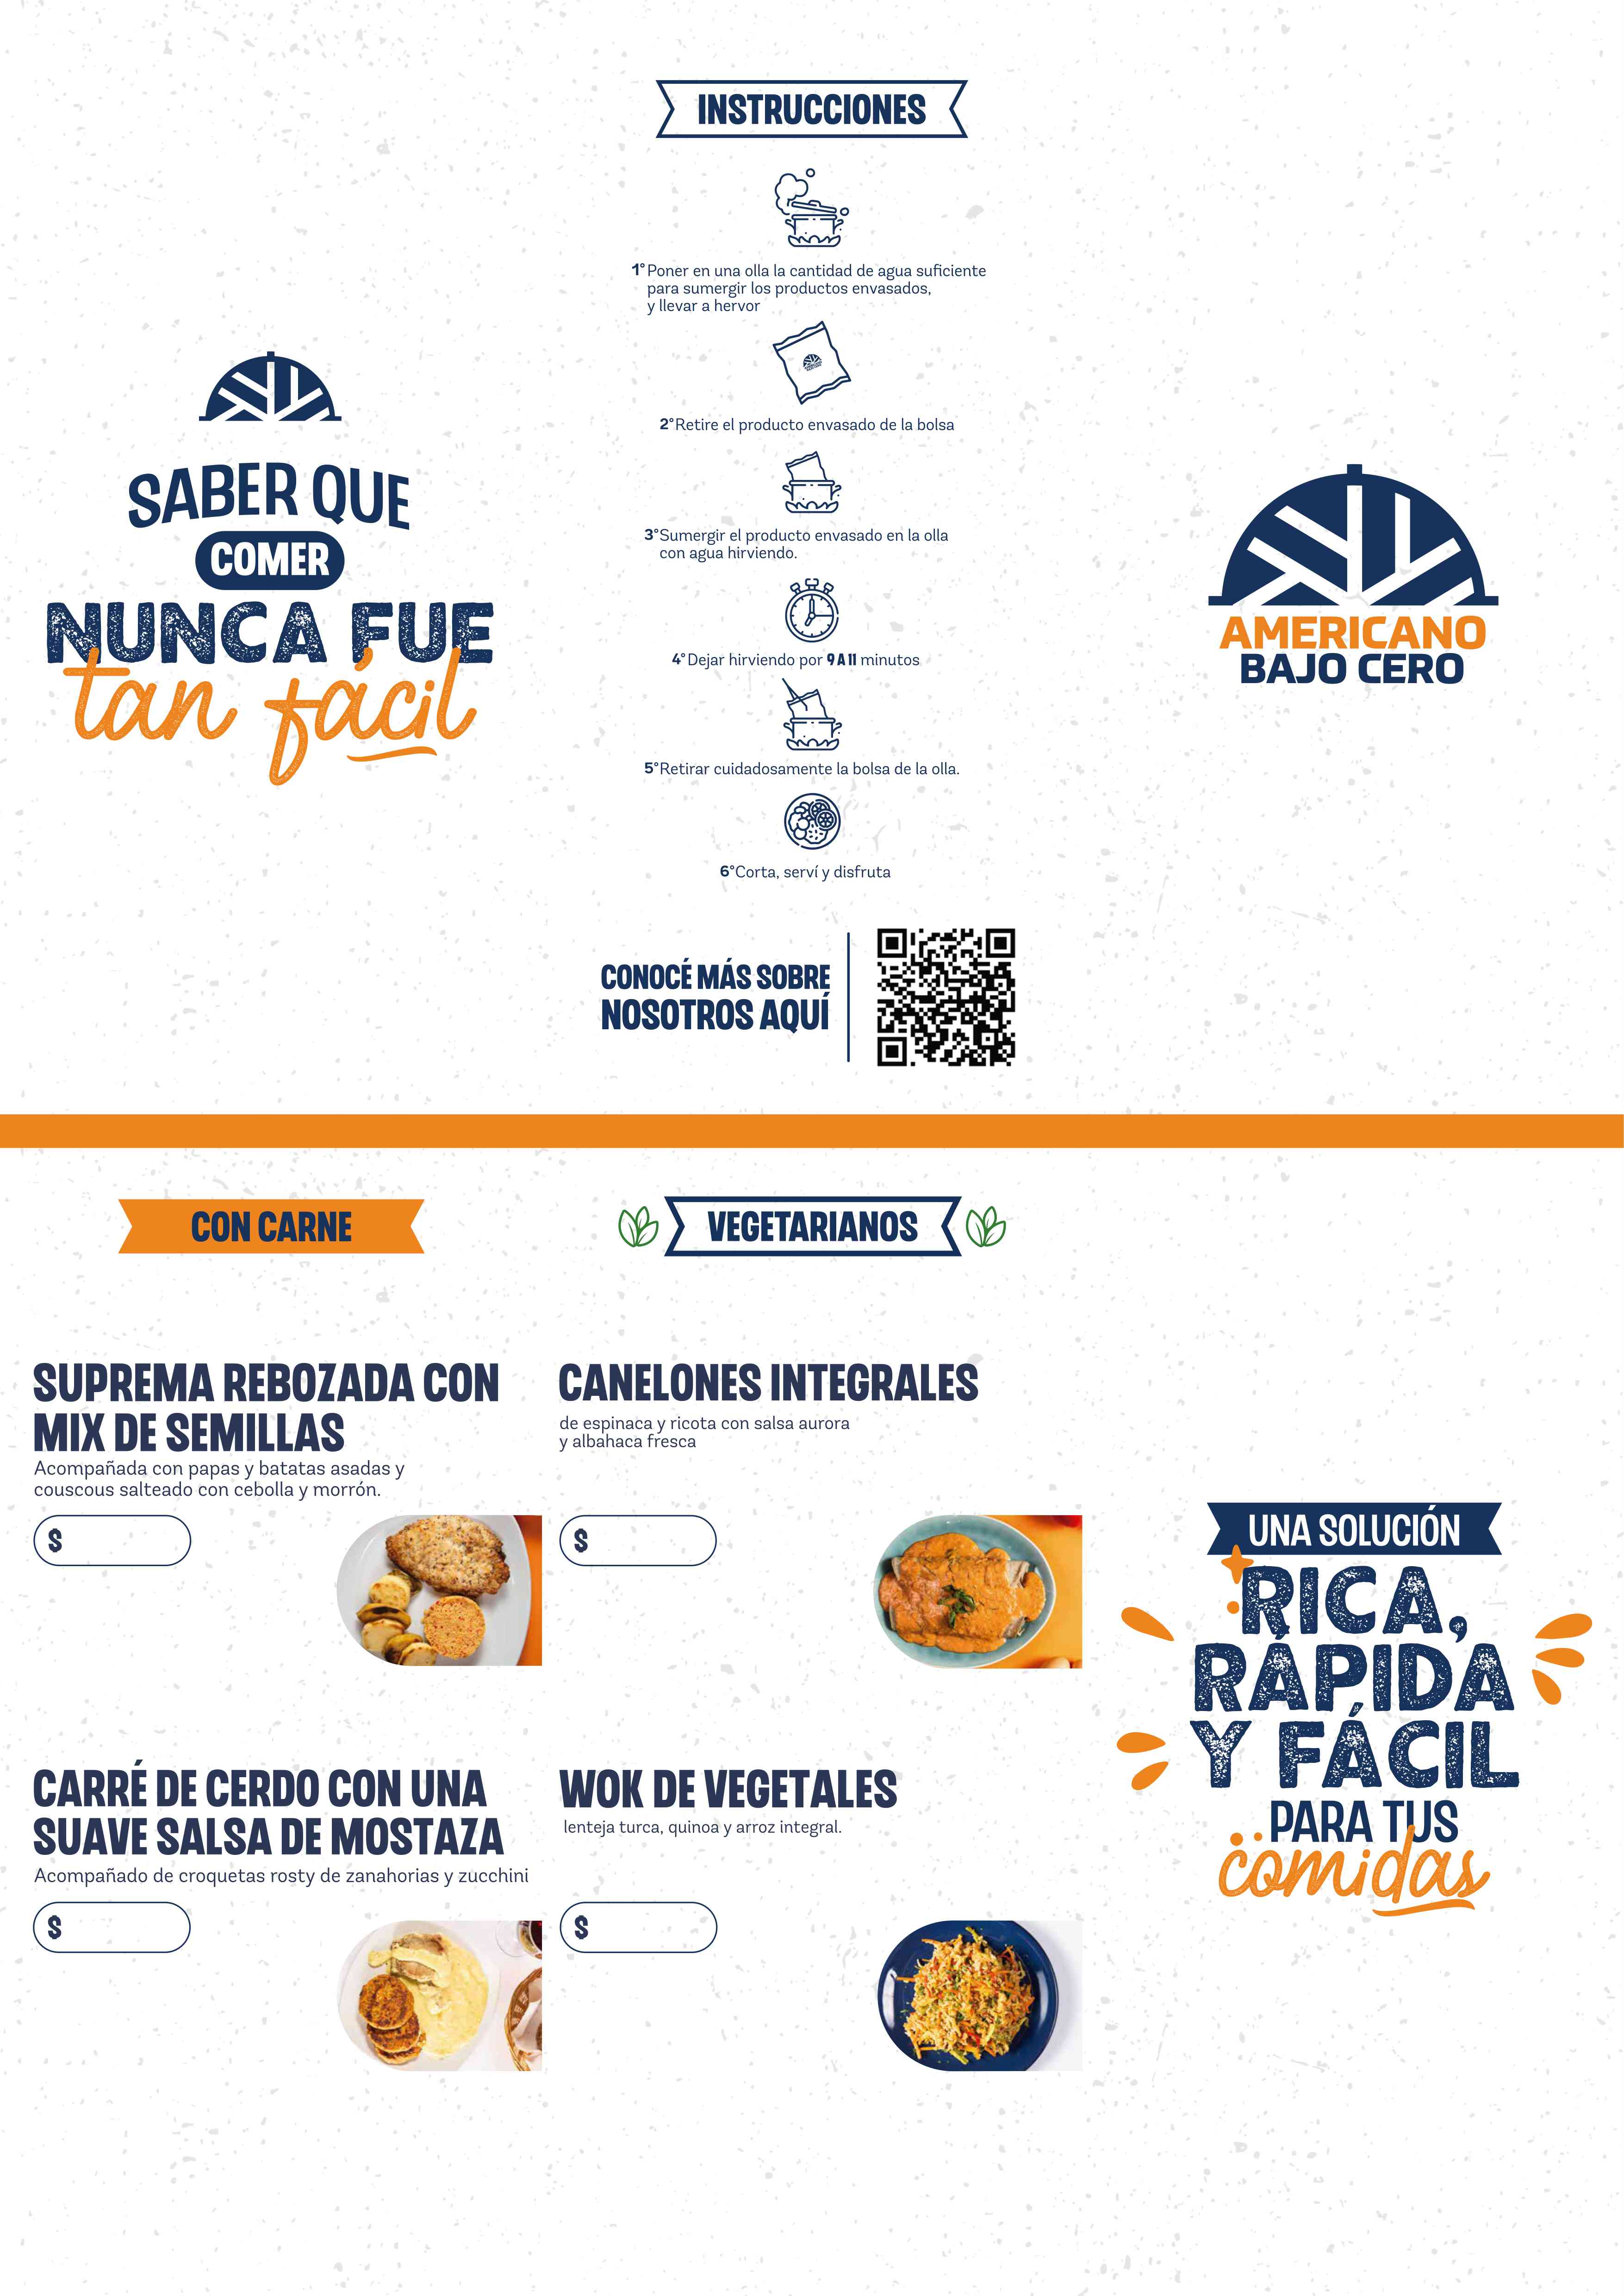 SABER QUE
COMER
NUNCA FUE
tan fácil
INSTRUCCIONES
1° Poner en una olla la cantidad de agua suficiente
para sumergir los productos envasados,
y llevar a hervor
2° Retire el producto envasado de la bolsa
3° Sumergir el producto envasado en la olla
con agua hirviendo.
4° Dejar hirviendo por 9 A 11 minutos
5° Retirar cuidadosamente la bolsa de la olla.
6° Corta, serví y disfruta
CONOCÉ MÁS SOBRE
NOSOTROS AQUÍ
AMERICANO
BAJO CERO
CON CARNE
SUPREMA REBOZADA CON
MIX DE SEMILLAS
Acompañada con papas y batatas asadas y
couscous salteado con cebolla y morrón.
$
CARRÉ DE CERDO CON UNA
SUAVE SALSA DE MOSTAZA
Acompañado de croquetas rosty de zanahorias y zucchini
$
VEGETARIANOS
CANELONES INTEGRALES
de espinaca y ricota con salsa aurora
y albahaca fresca
$
WOK DE VEGETALES
lenteja turca, quinoa y arroz integral.
$
UNA SOLUCIÓN
RICA,
RÁPIDA
Y FÁCIL
PARA TUS
comidas